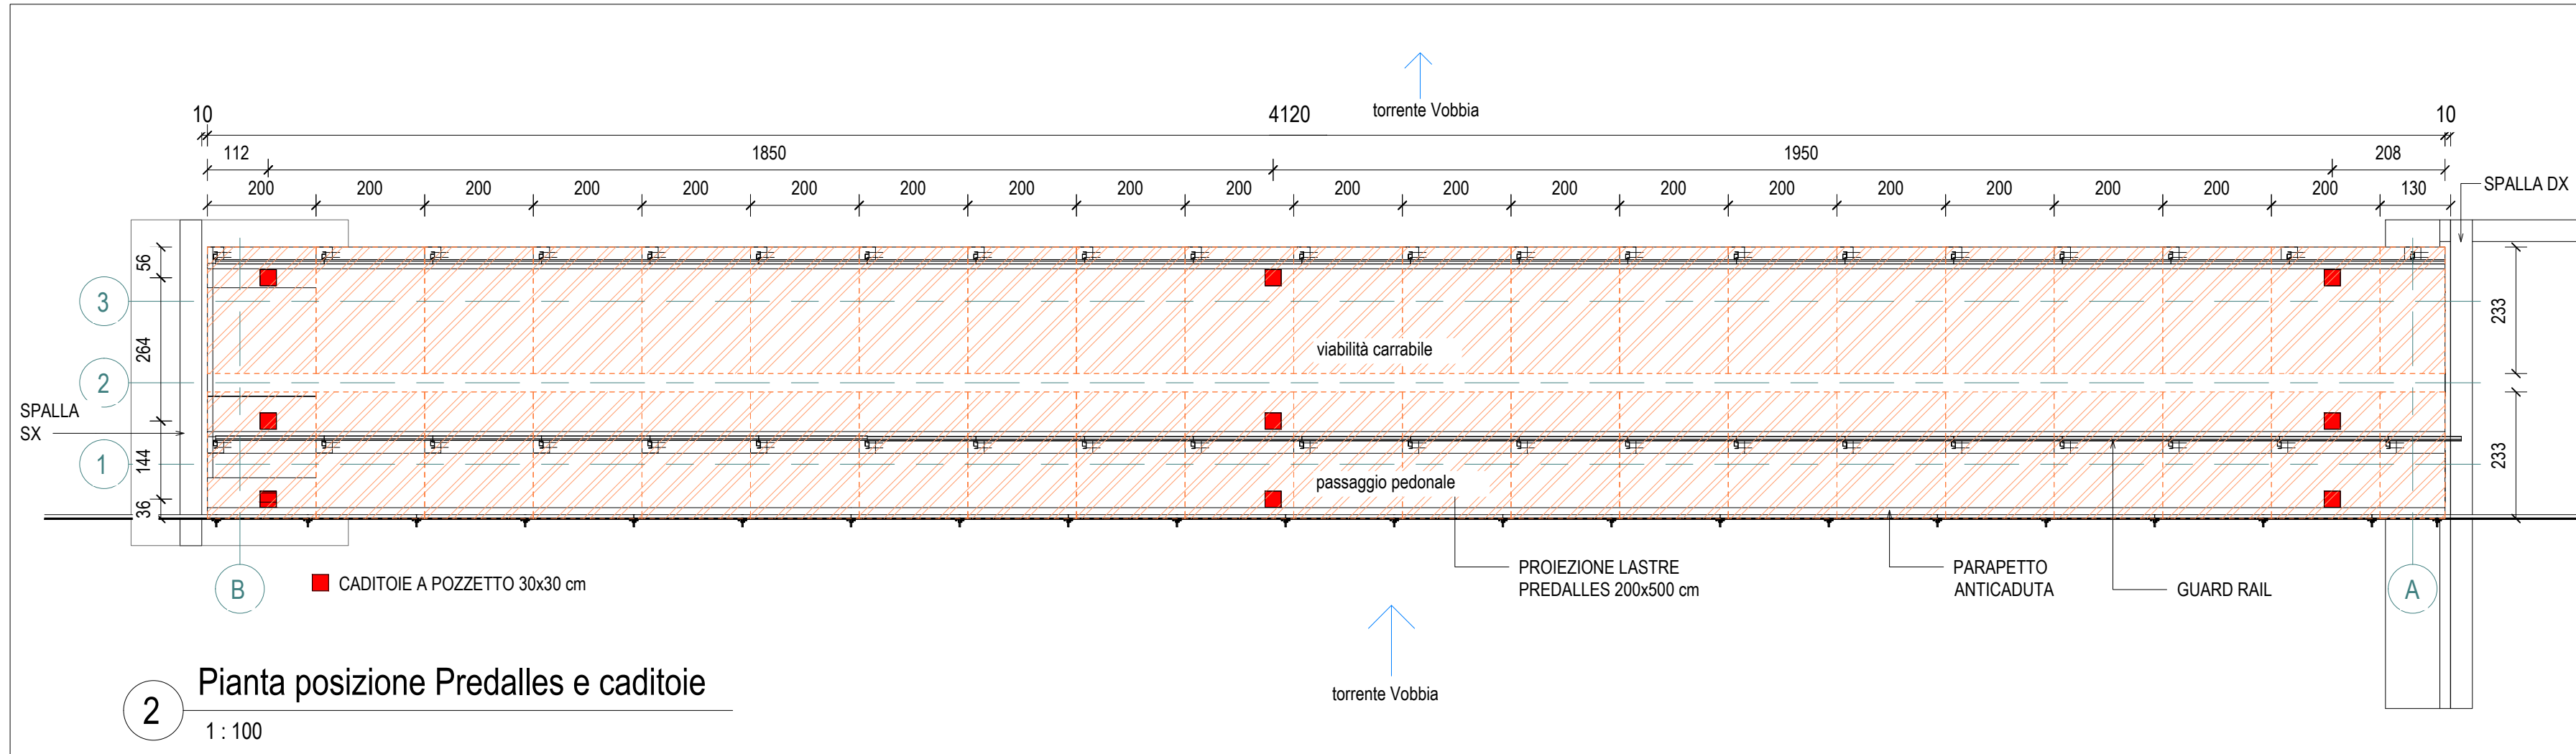 torrente Vobbia
10 4120 10
112 1850 1950 208
200 200 200 200 200 200 200 200 200 200 200 200 200 200 200 200 200 200 200 200 130
SPALLA DX
56
3
264
233
viabilità carrabile
2
SPALLA
SX
1
144
233
passaggio pedonale
36
B
CADITOIE A POZZETTO 30x30 cm
PROIEZIONE LASTRE
PREDALLES 200x500 cm
PARAPETTO
ANTICADUTA
GUARD RAIL
A
torrente Vobbia
2
Pianta posizione Predalles e caditoie
1 : 100